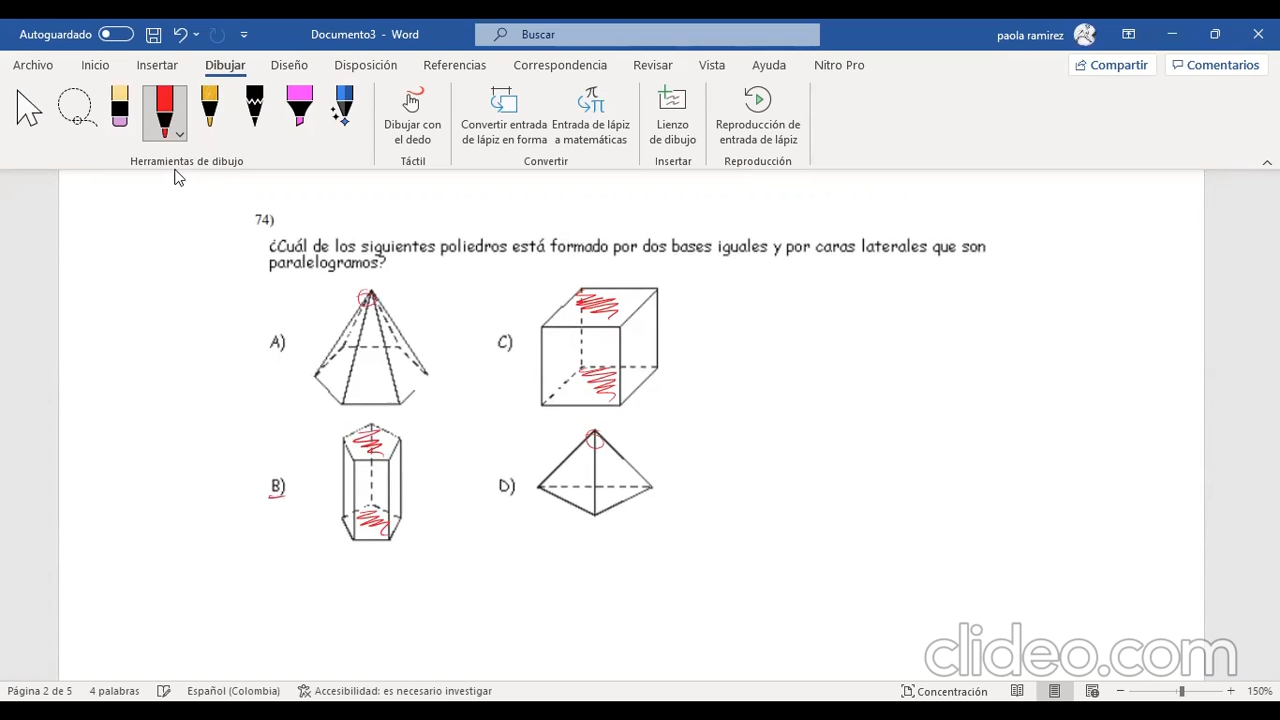 Autoguardado
Documento3 - Word
Buscar
paola ramirez
Archivo Inicio Insertar Dibujar Diseño Disposición Referencias Correspondencia Revisar Vista Ayuda Nitro Pro
Compartir Comentarios
Dibujar con
el dedo
Convertir entrada
de lápiz en forma
Entrada de lápiz
a matemáticas
Lienzo
de dibujo
Reproducción de
entrada de lápiz
Herramientas de dibujo Táctil Convertir Insertar Reproducción
74)
¿Cuál de los siguientes poliedros está formado por dos bases iguales y por caras laterales que son
paralelogramos?
A) C)
B) D)
clideo.com
Página 2 de 5 4 palabras Español (Colombia) Accesibilidad: es necesario investigar Concentración 150%